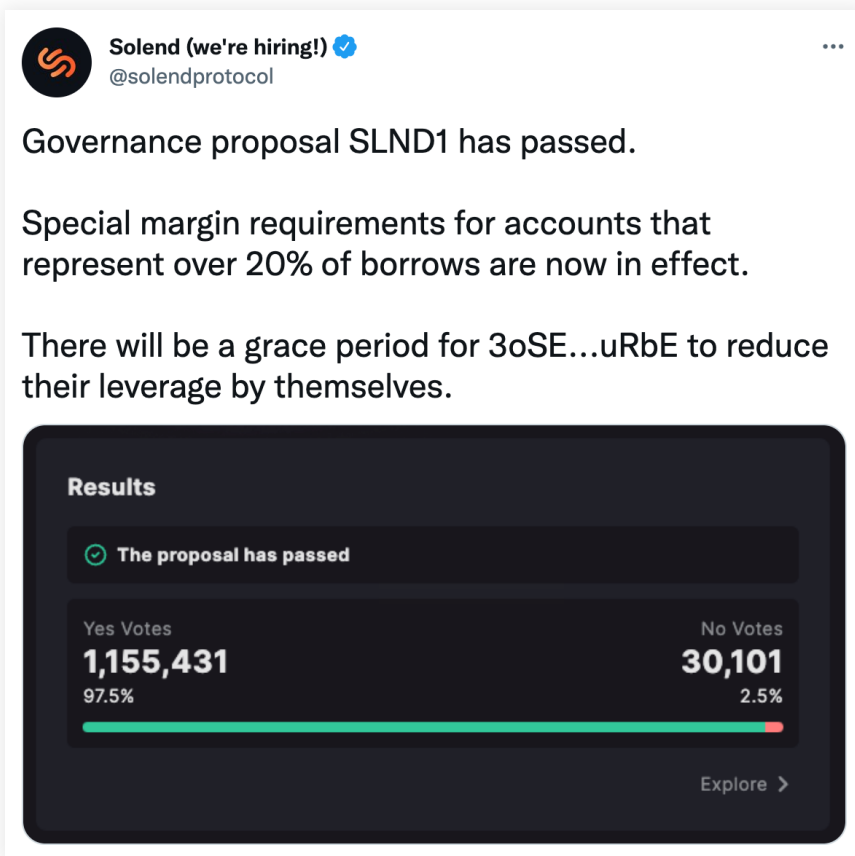 Solend (we're hiring!)
@solendprotocol
Governance proposal SLND1 has passed.
Special margin requirements for accounts that
represent over 20% of borrows are now in effect.
There will be a grace period for 3oSE...uRbE to reduce
their leverage by themselves.
Results
The proposal has passed
Yes Votes No Votes
1,155,431 30,101
97.5% 2.5%
Explore